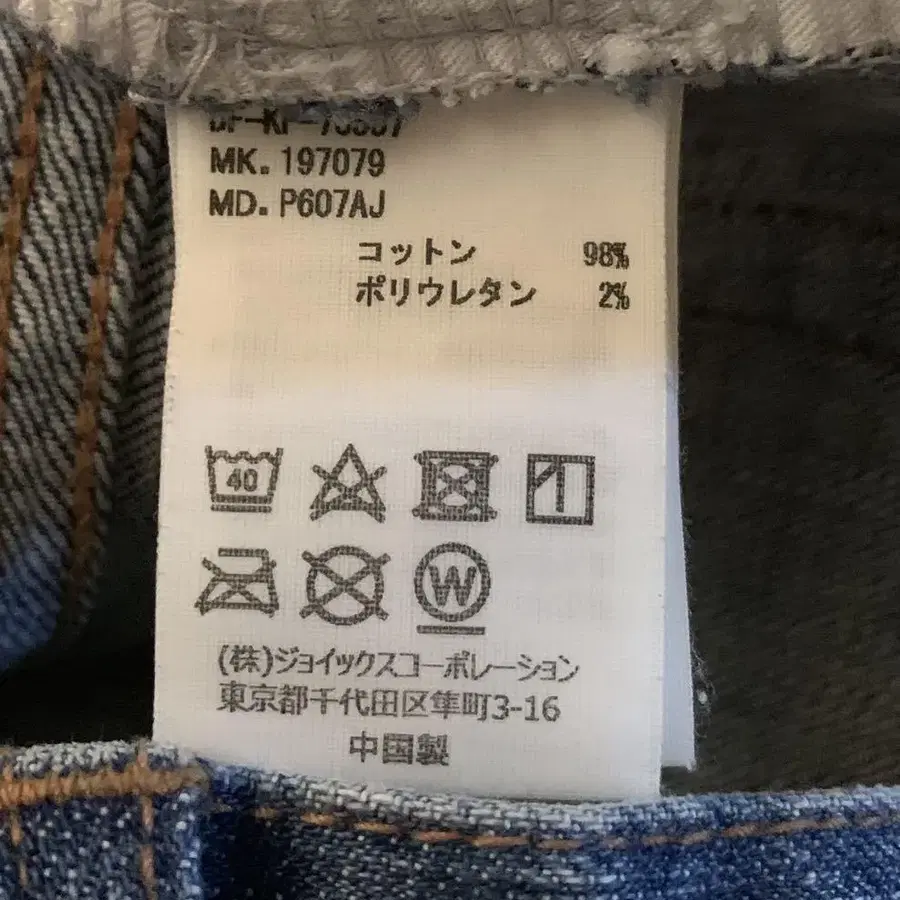 MK. 197079
MD. P607AJ
コットン 98%
ポリウレタン 2%
40
W
(株)ジョイックスコーポレーション
東京都千代田区隼町3-16
中国製